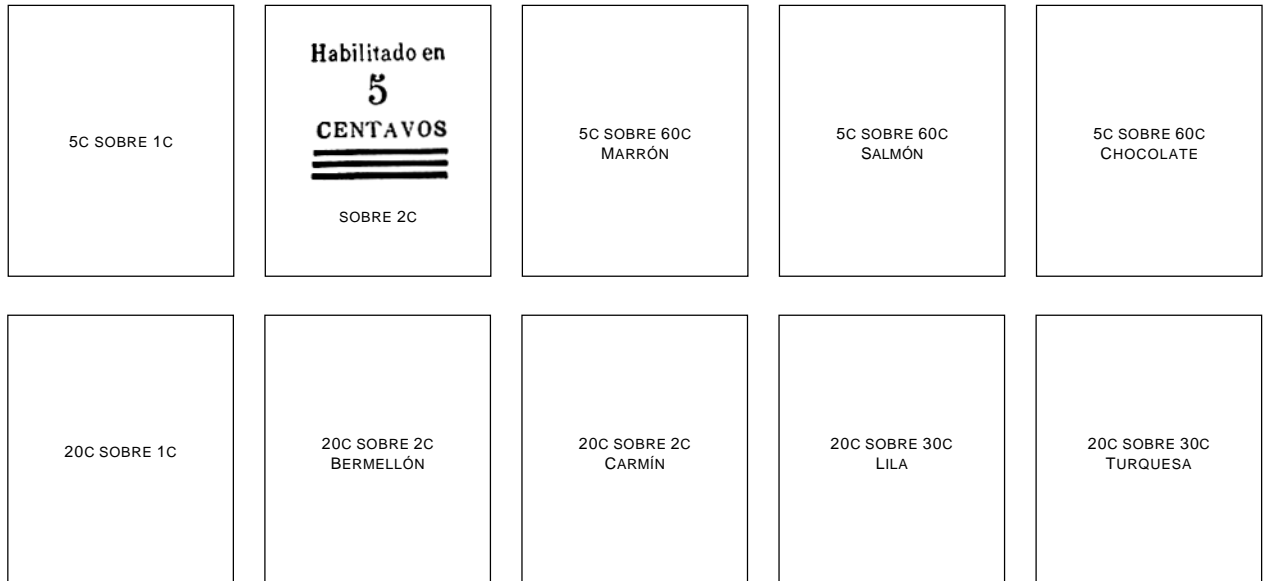 5C SOBRE 1C
Habilitado en
5
CENTAVOS
SOBRE 2C
5C SOBRE 60C
MARRÓN
5C SOBRE 60C
SALMÓN
5C SOBRE 60C
CHOCOLATE
20C SOBRE 1C
20C SOBRE 2C
BERMELLÓN
20C SOBRE 2C
CARMÍN
20C SOBRE 30C
LILA
20C SOBRE 30C
TURQUESA